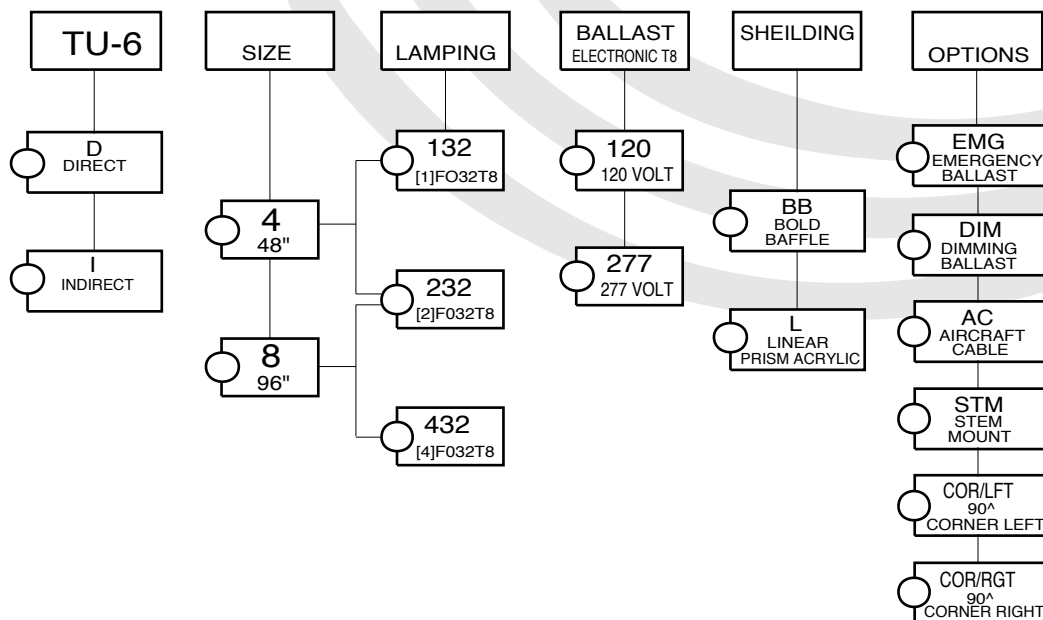 TU-6
D
DIRECT
I
INDIRECT
SIZE
4
48"
8
96"
LAMPING
132
[1]FO32T8
232
[2]F032T8
432
[4]F032T8
BALLAST
ELECTRONIC T8
120
120 VOLT
277
277 VOLT
SHEILDING
BB
BOLD
BAFFLE
L
LINEAR
PRISM ACRYLIC
OPTIONS
EMG
EMERGENCY
BALLAST
DIM
DIMMING
BALLAST
AC
AIRCRAFT
CABLE
STM
STEM
MOUNT
COR/LFT
90^
CORNER LEFT
COR/RGT
90^
CORNER RIGHT